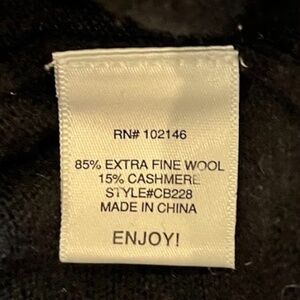 RN# 102146
85% EXTRA FINE WOOL
15% CASHMERE
STYLE#CB228
MADE IN CHINA
ENJOY!